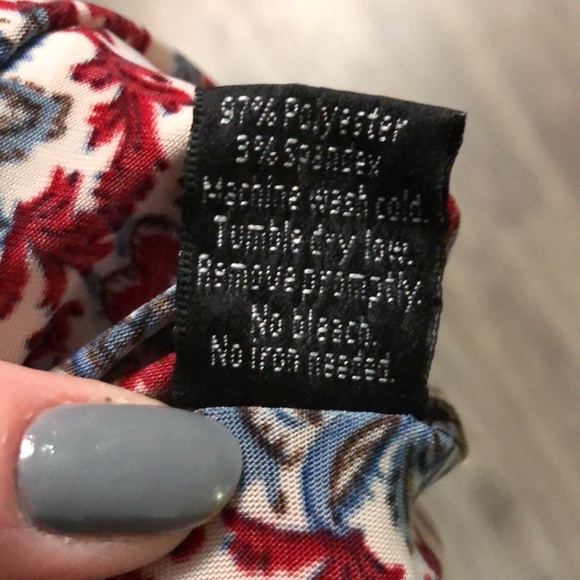 97% Polyester
3% Spandex
Machine wash cold.
Tumble dry low.
Remove promptly.
No bleach.
No iron needed.